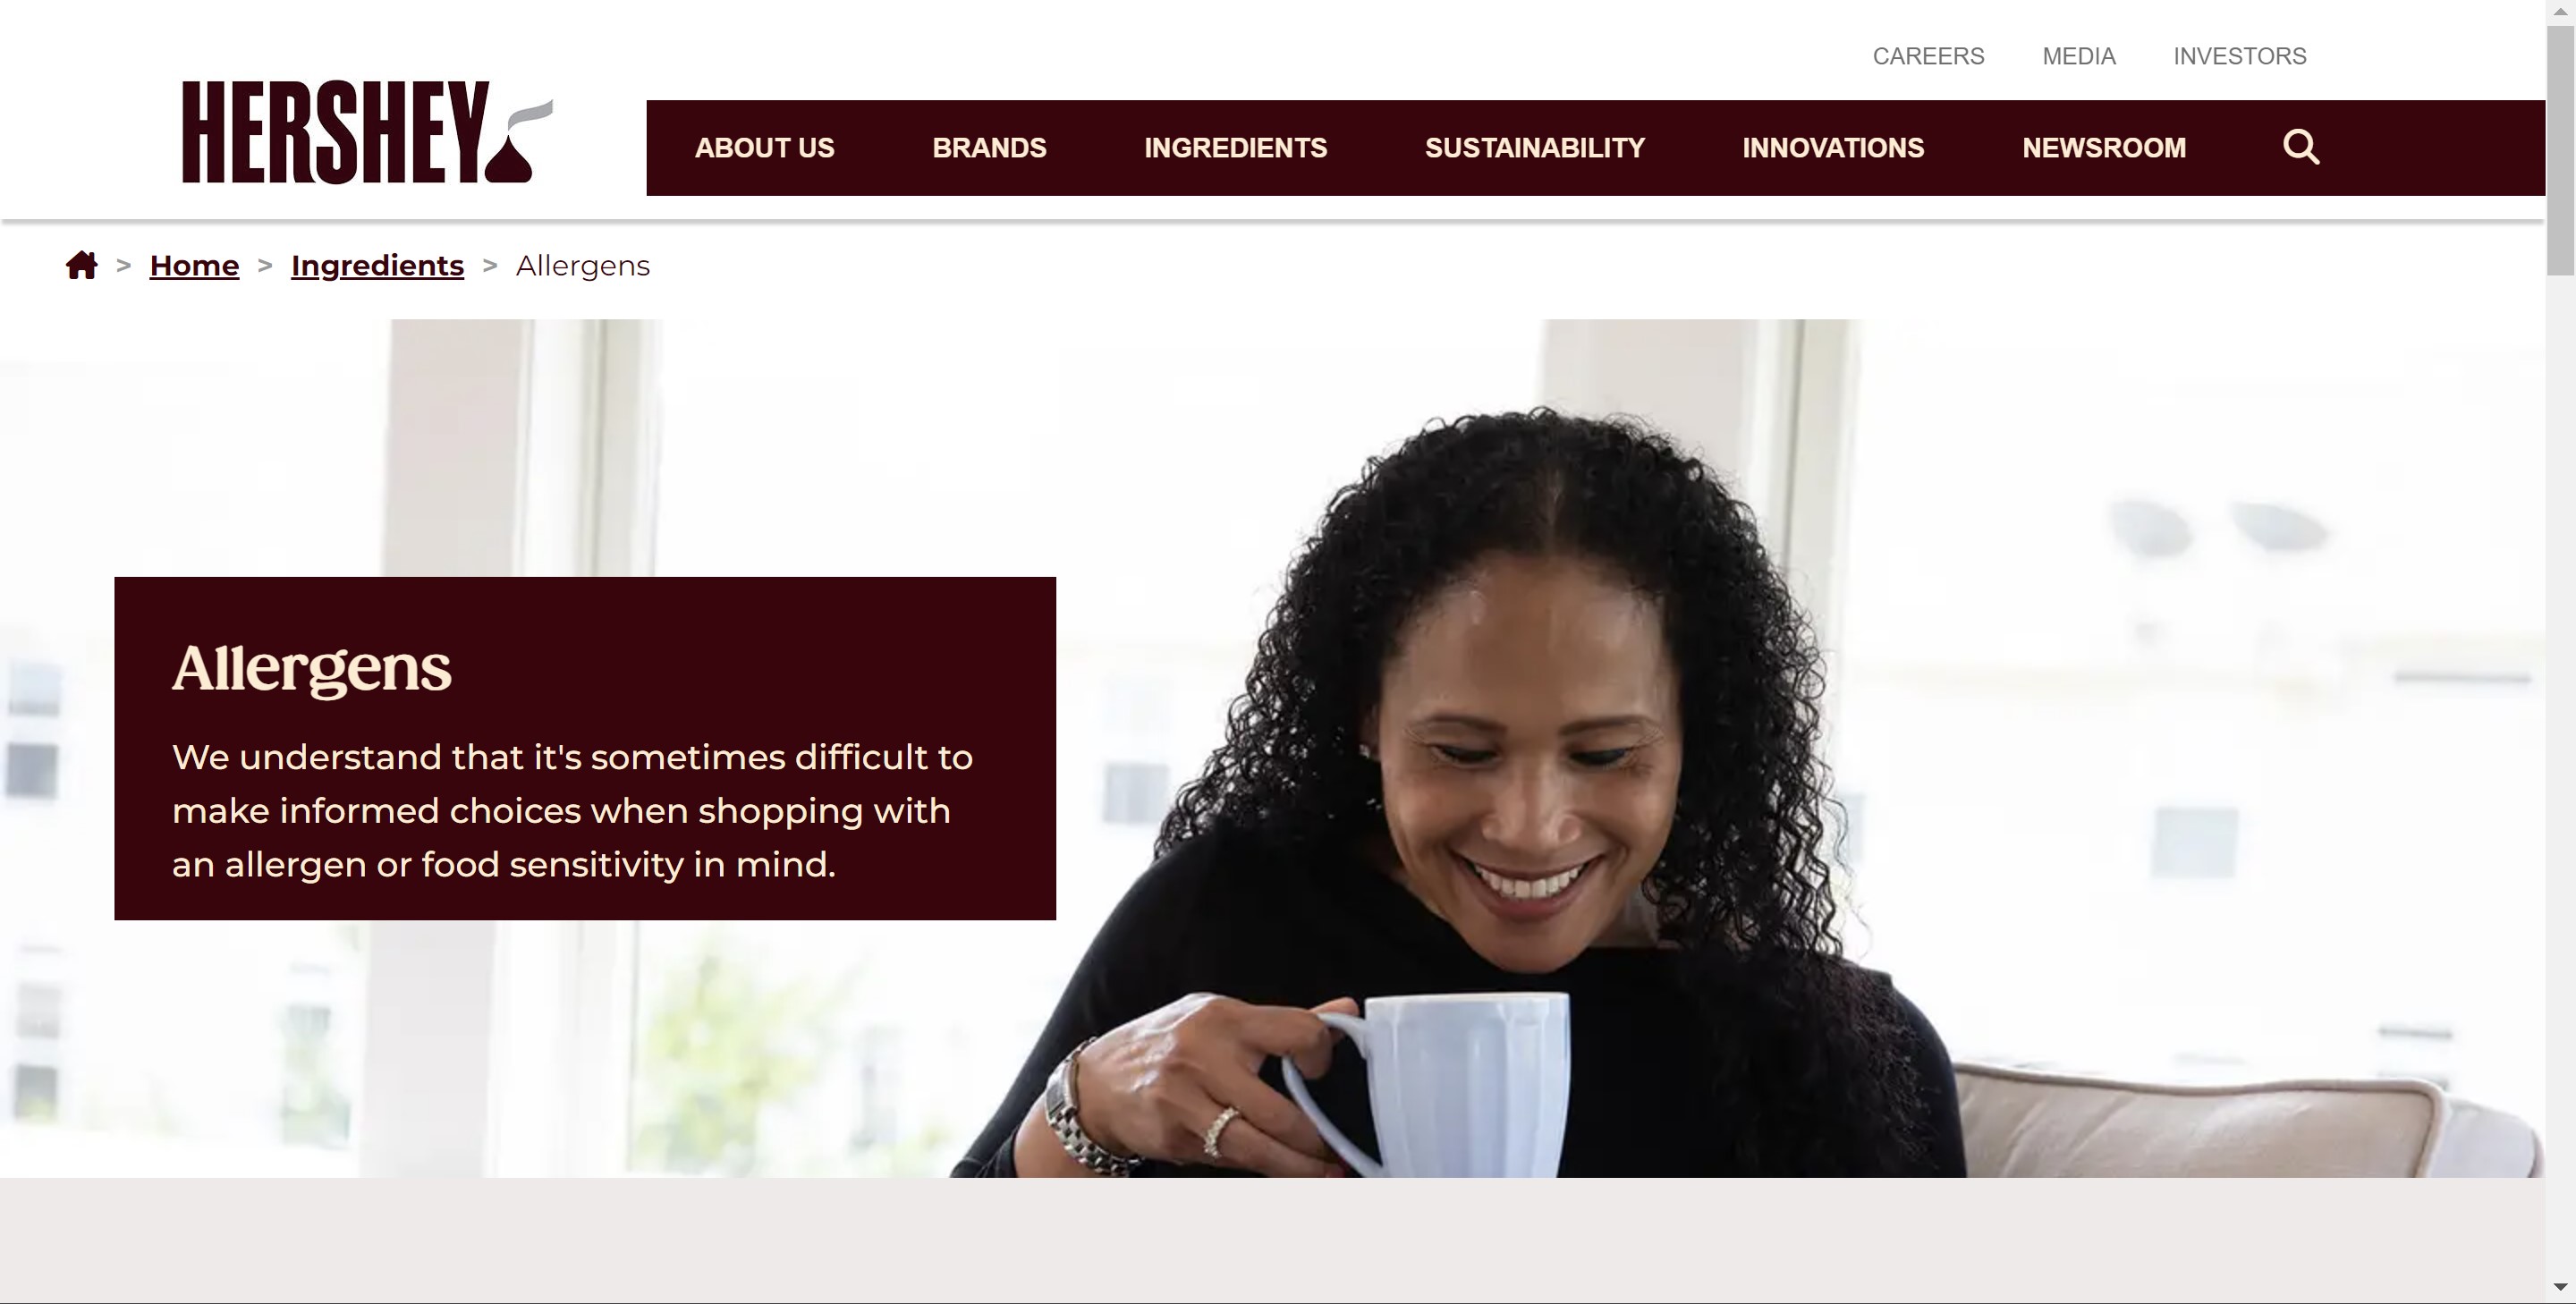 CAREERS MEDIA INVESTORS
HERSHEY
ABOUT US BRANDS INGREDIENTS SUSTAINABILITY INNOVATIONS NEWSROOM
> Home > Ingredients > Allergens
Allergens
We understand that it's sometimes difficult to
make informed choices when shopping with
an allergen or food sensitivity in mind.